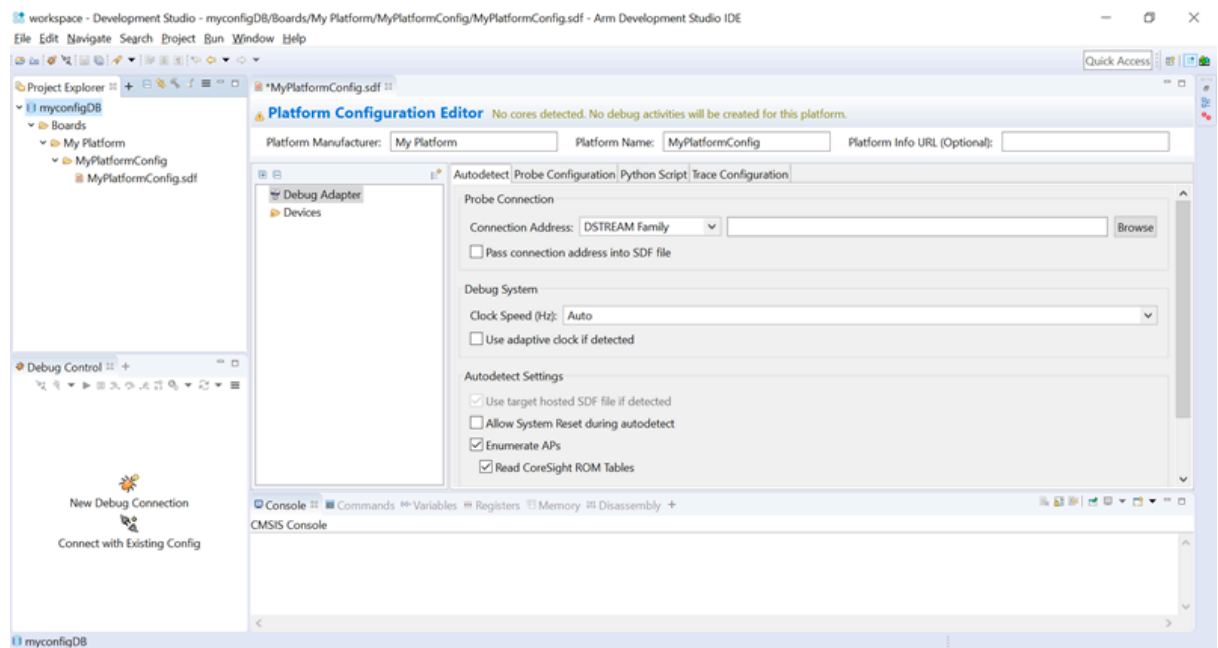 workspace - Development Studio - myconfigDB/Boards/My Platform/MyPlatformConfig/MyPlatformConfig.sdf - Arm Development Studio IDE
File Edit Navigate Search Project Run Window Help
Quick Access
Project Explorer
myconfigDB
Boards
My Platform
MyPlatformConfig
MyPlatformConfig.sdf
*MyPlatformConfig.sdf
Platform Configuration Editor No cores detected. No debug activities will be created for this platform.
Platform Manufacturer: My Platform Platform Name: MyPlatformConfig Platform Info URL (Optional):
Debug Adapter
Devices
Autodetect Probe Configuration Python Script Trace Configuration
Probe Connection
Connection Address: DSTREAM Family Browse
Pass connection address into SDF file
Debug System
Clock Speed (Hz): Auto
Use adaptive clock if detected
Autodetect Settings
Use target hosted SDF file if detected
Allow System Reset during autodetect
Enumerate APs
Read CoreSight ROM Tables
Debug Control
New Debug Connection
Connect with Existing Config
Console Commands Variables Registers Memory Disassembly
CMSIS Console
myconfigDB